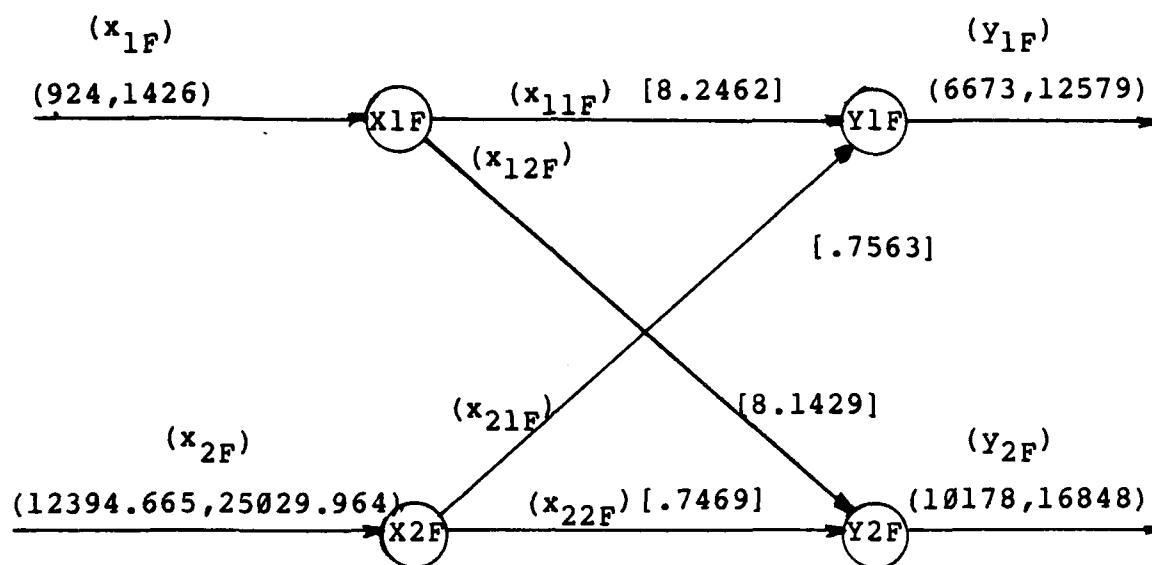 (x1F) (y1F)
(924,1426) (x11F) [8.2462] (6673,12579)
X1F Y1F
(x12F)
[.7563]
(x21F) [8.1429]
(x2F) (y2F)
(12394.665,25029.964) (x22F) [.7469] (10178,16848)
X2F Y2F